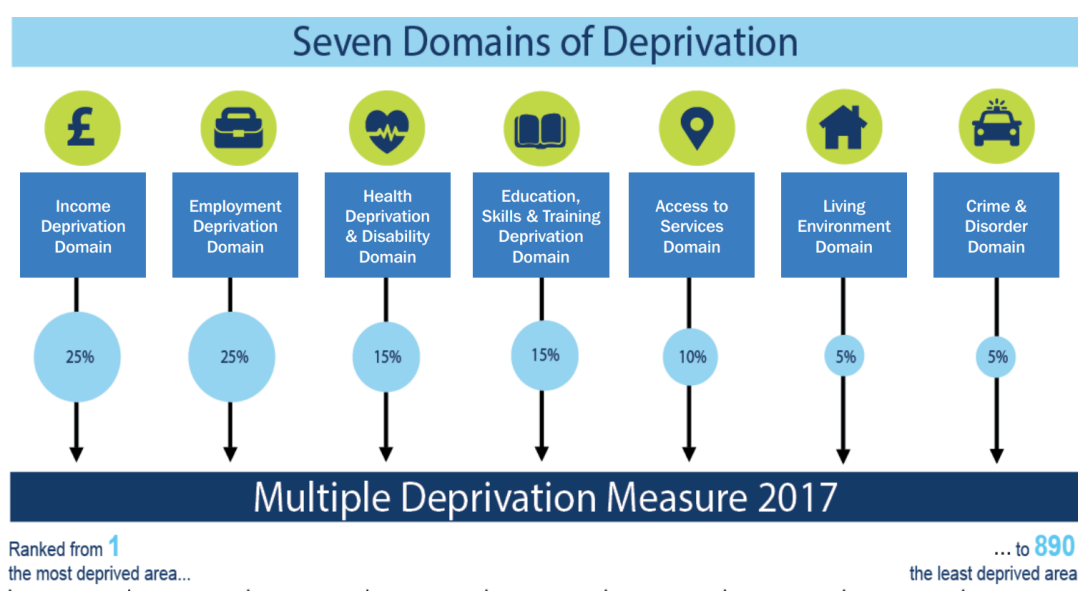 Seven Domains of Deprivation
£
Income
Deprivation
Domain
Employment
Deprivation
Domain
Health
Deprivation
& Disability
Domain
Education,
Skills & Training
Deprivation
Domain
Access to
Services
Domain
Living
Environment
Domain
Crime &
Disorder
Domain
25%
25%
15%
15%
10%
5%
5%
Multiple Deprivation Measure 2017
Ranked from 1
the most deprived area...
... to 890
the least deprived area